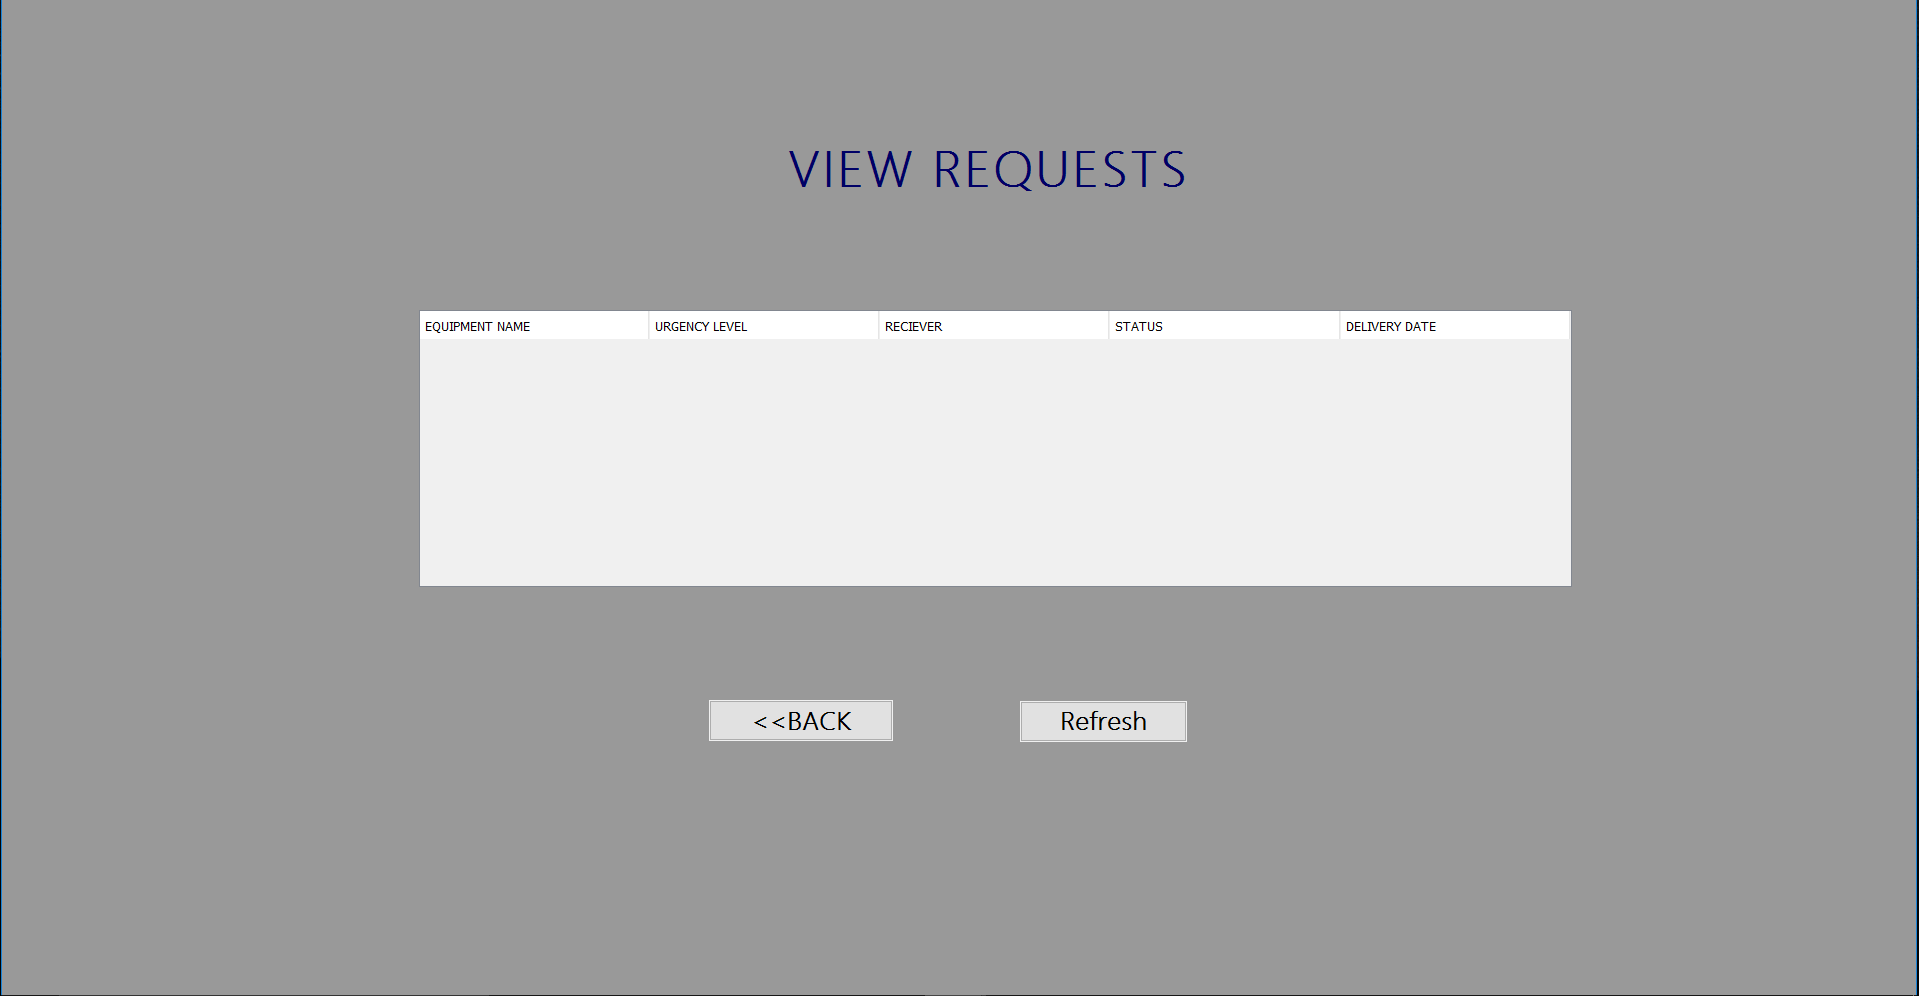 VIEW REQUESTS
EQUIPMENT NAME URGENCY LEVEL RECIEVER STATUS DELIVERY DATE
<<BACK Refresh